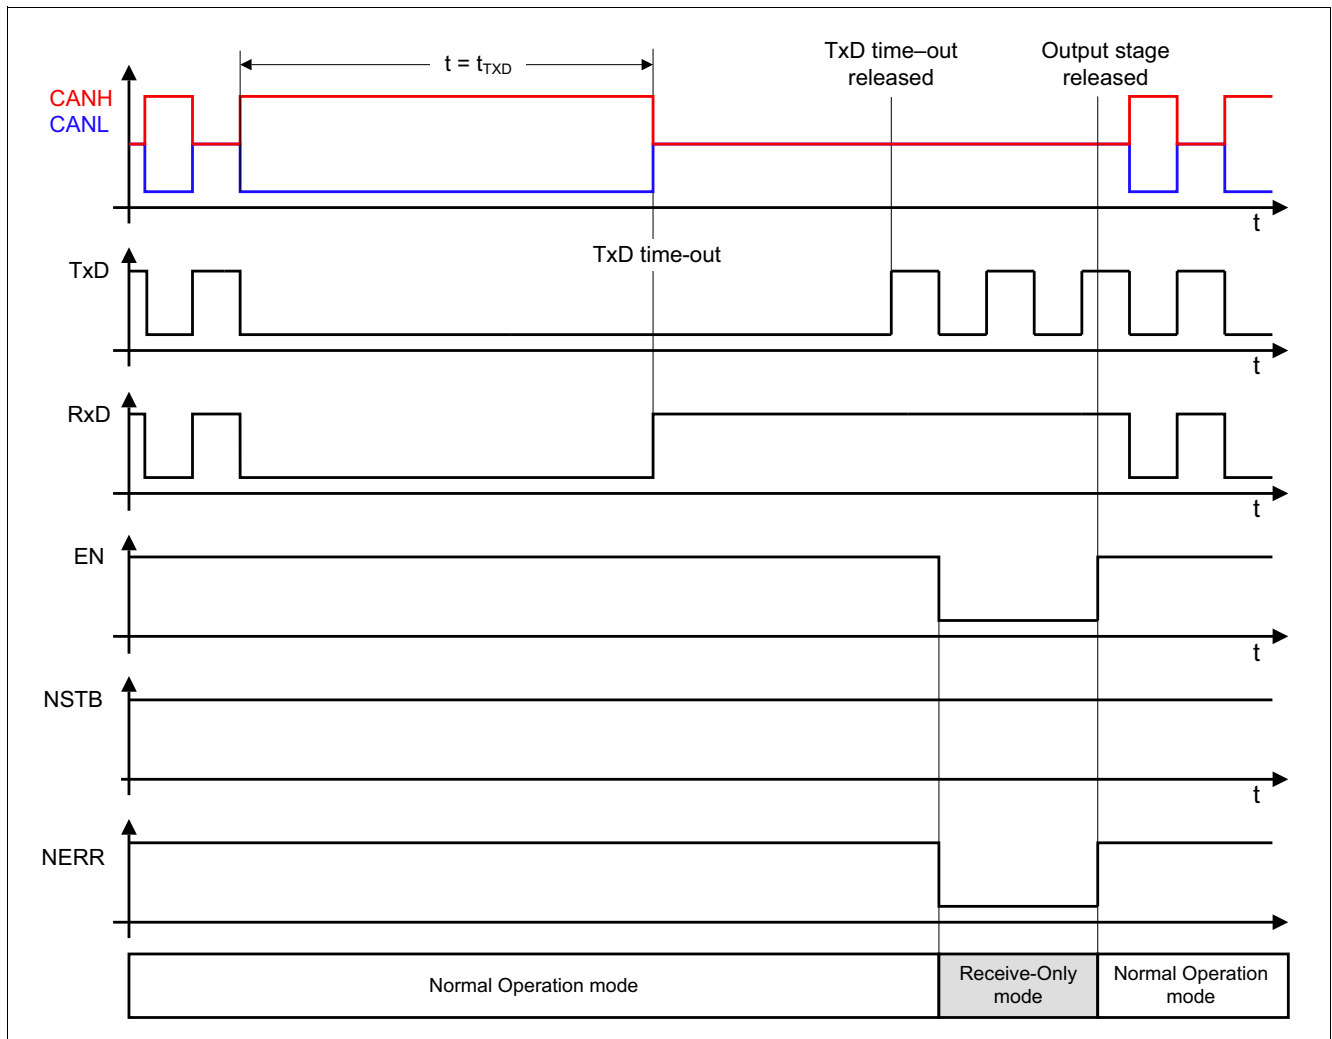 TxD time–out
released
Output stage
released
t = tTXD
CANH
CANL
t
TxD time-out
TxD
t
RxD
t
EN
t
NSTB
t
NERR
Normal Operation mode
Receive-Only
mode
Normal Operation
mode